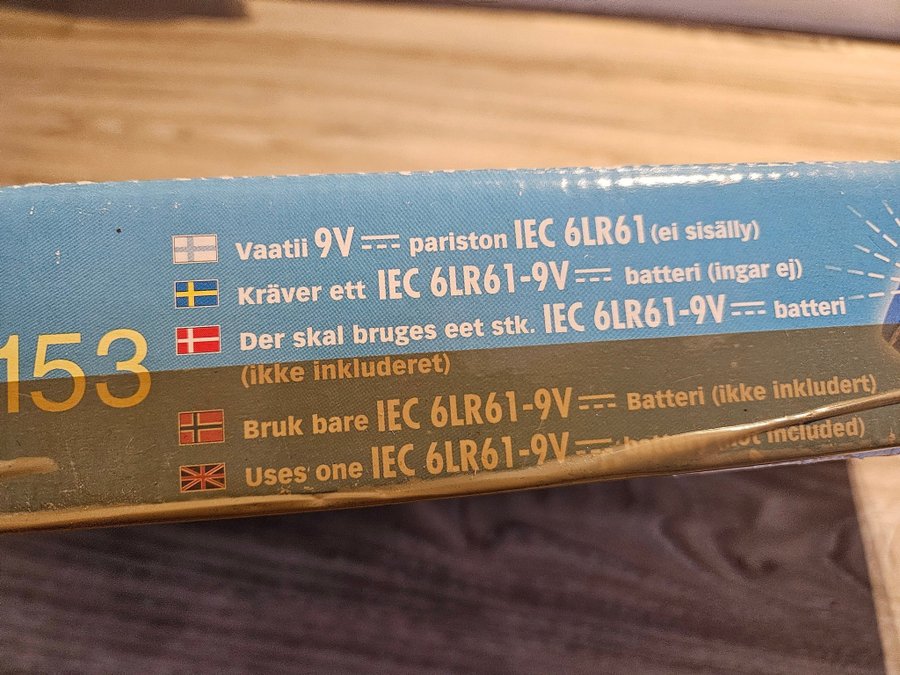 153
Vaatii 9V ⎓ pariston IEC 6LR61 (ei sisälly)
Kräver ett IEC 6LR61-9V ⎓ batteri (ingar ej)
Der skal bruges eet stk. IEC 6LR61-9V ⎓ batteri
(ikke inkluderet)
Bruk bare IEC 6LR61-9V ⎓ Batteri (ikke inkludert)
Uses one IEC 6LR61-9V ⎓ included)